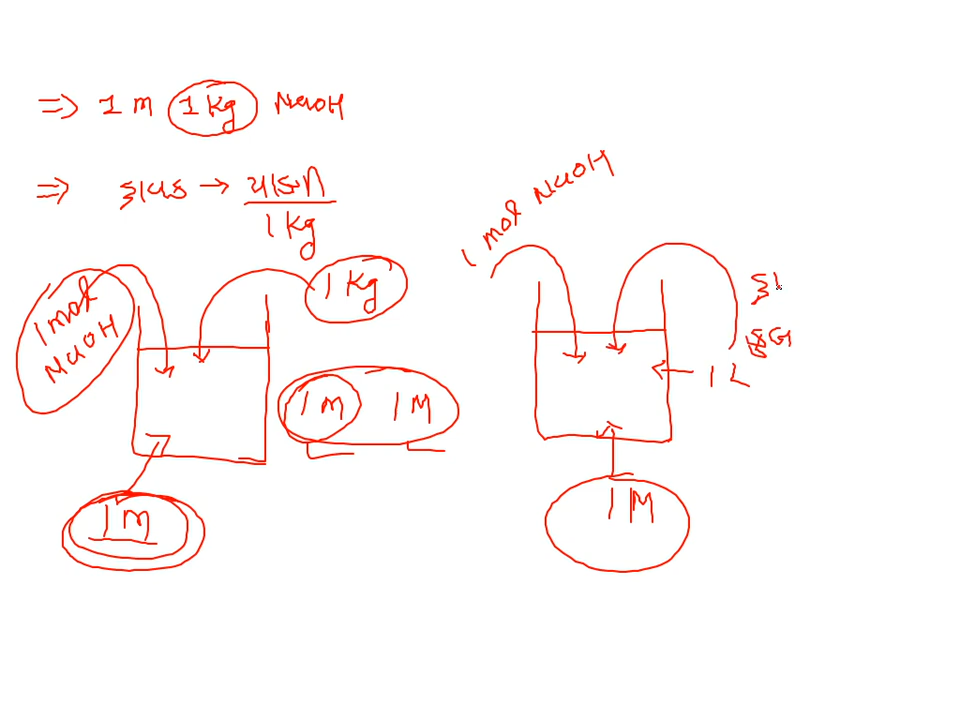 ⇒ 1 m 1 Kg NaOH
⇒ દ્રાવક →
1 Kg
1 mol NaOH
1 Kg
1 m 1 M
1 m
1 mol NaOH
1 L
1 M